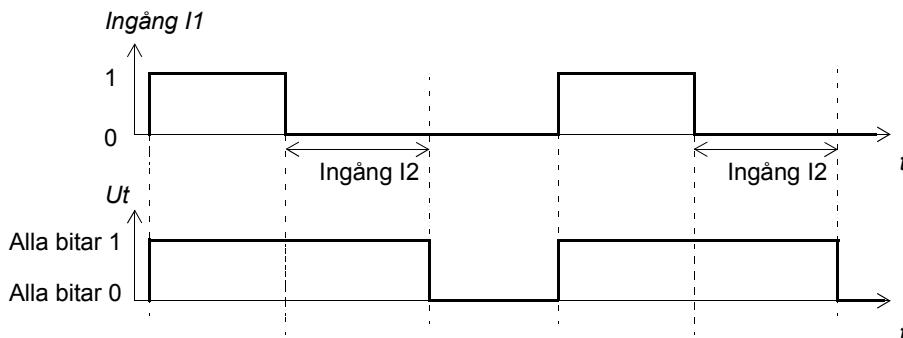 Ingång I1
1
0
Ingång I2
Ingång I2
t
Ut
Alla bitar 1
Alla bitar 0
t